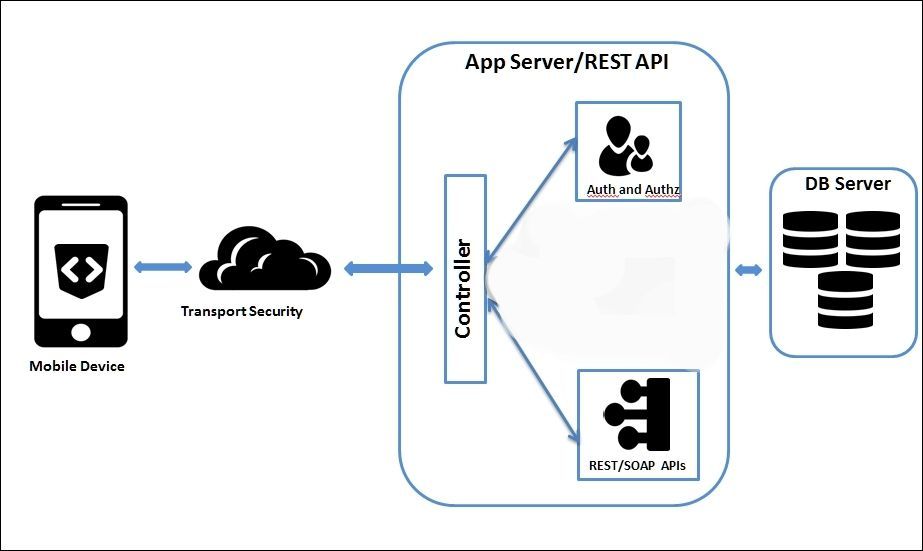 App Server/REST API
Auth and Authz
DB Server
Controller
Transport Security
Mobile Device
REST/SOAP APIs